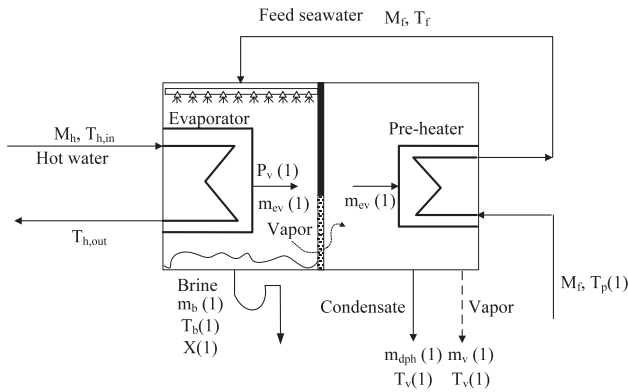 Feed seawater
M_f, T_f
Evaporator
Pre-heater
M_h, T_h,in
Hot water
P_v (1)
m_ev (1)
m_ev (1)
Vapor
T_h,out
M_f, T_p(1)
Brine
m_b (1)
T_b(1)
X(1)
Condensate
Vapor
m_dph (1)
T_v(1)
m_v (1)
T_v(1)